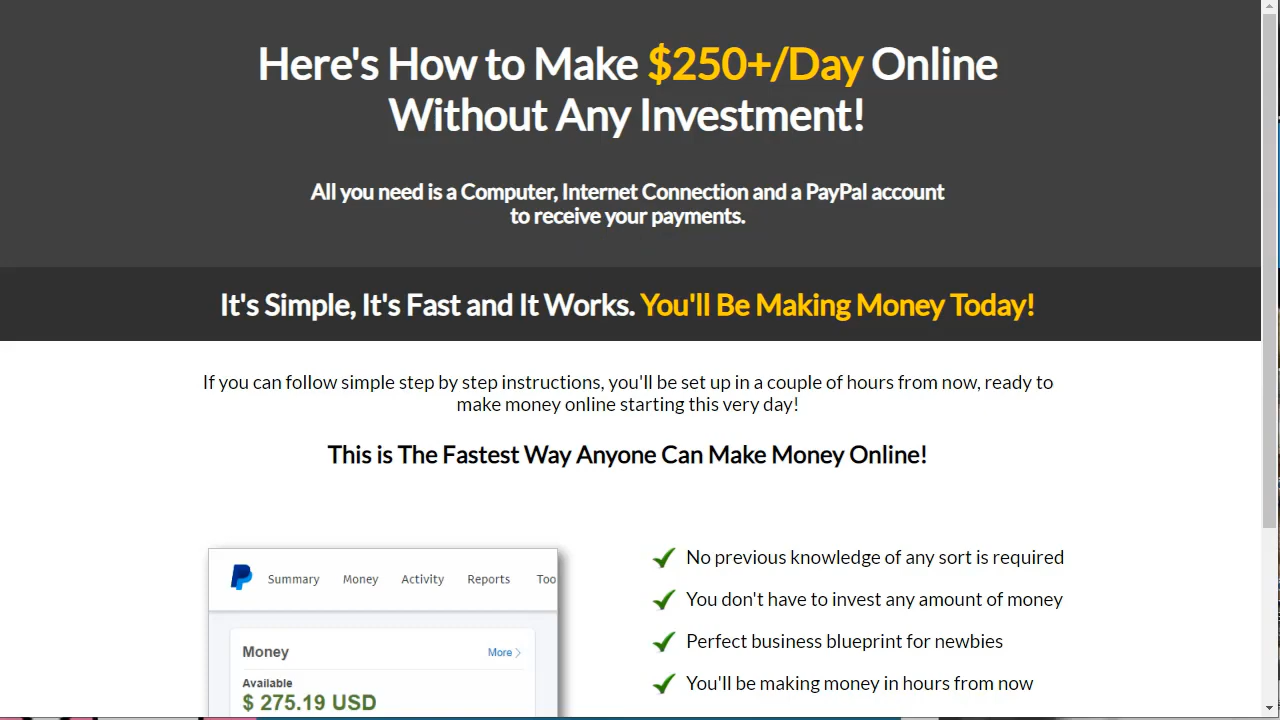 Here's How to Make $250+/Day Online
Without Any Investment!
All you need is a Computer, Internet Connection and a PayPal account
to receive your payments.
It's Simple, It's Fast and It Works. You'll Be Making Money Today!
If you can follow simple step by step instructions, you'll be set up in a couple of hours from now, ready to
make money online starting this very day!
This is The Fastest Way Anyone Can Make Money Online!
Summary Money Activity Reports Too
Money More
Available
$ 275.19 USD
No previous knowledge of any sort is required
You don't have to invest any amount of money
Perfect business blueprint for newbies
You'll be making money in hours from now